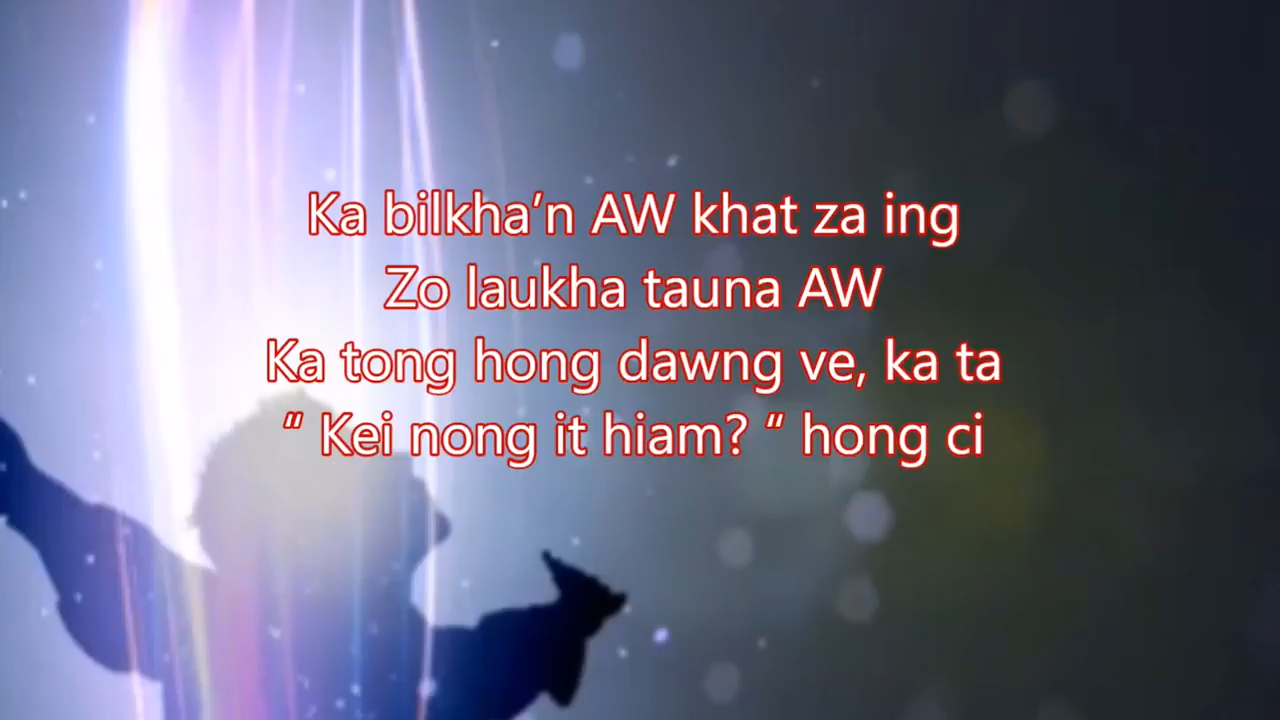 Ka bilkha’n AW khat za ing
Zo laukha tauna AW
Ka tong hong dawng ve, ka ta
“ Kei nong it hiam? “ hong ci